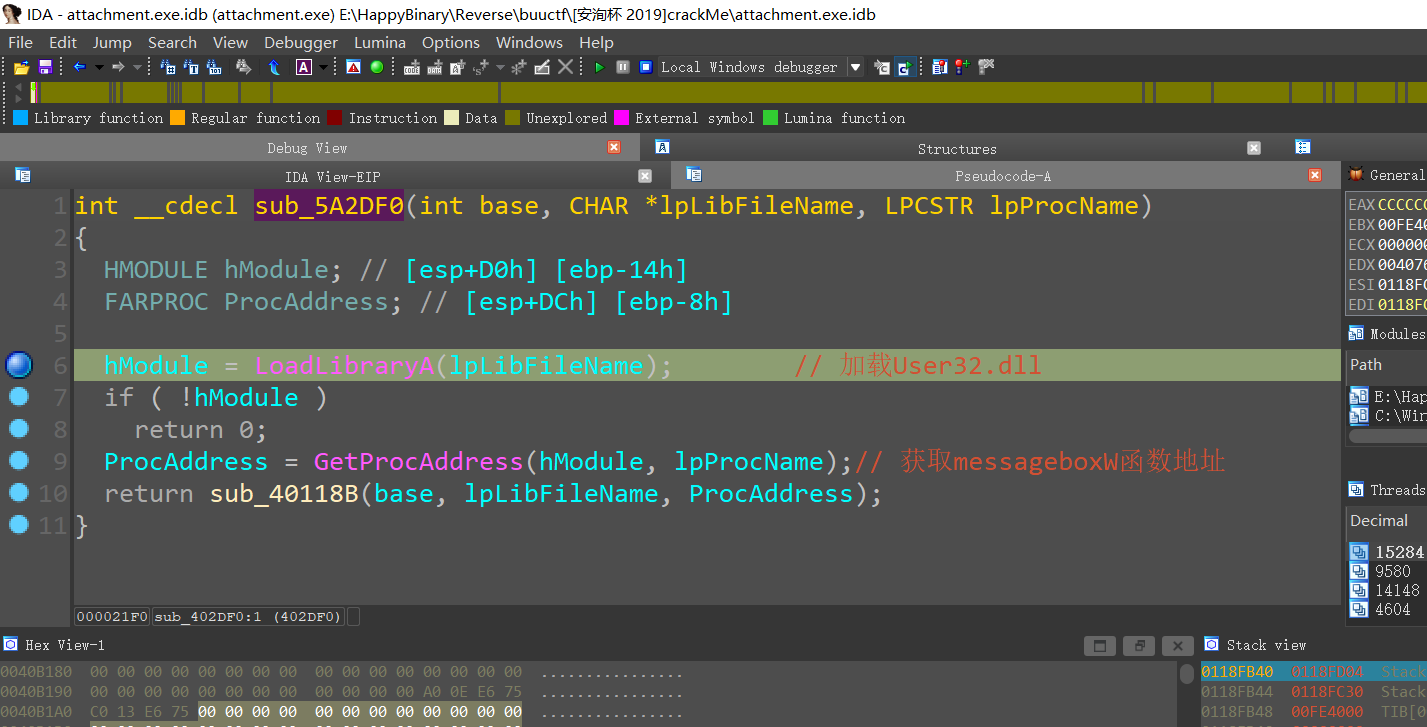 IDA - attachment.exe.idb (attachment.exe) E:\HappyBinary\Reverse\buuctf\[安洵杯 2019]crackMe\attachment.exe.idb
File Edit Jump Search View Debugger Lumina Options Windows Help
Local Windows debugger
Library function Regular function Instruction Data Unexplored External symbol Lumina function
Debug View Structures
IDA View-EIP Pseudocode-A General
1 int __cdecl sub_5A2DF0(int base, CHAR *lpLibFileName, LPCSTR lpProcName)
2 {
3 HMODULE hModule; // [esp+D0h] [ebp-14h]
4 FARPROC ProcAddress; // [esp+DCh] [ebp-8h]
5
6 hModule = LoadLibraryA(lpLibFileName); // 加载User32.dll
7 if ( !hModule )
8 return 0;
9 ProcAddress = GetProcAddress(hModule, lpProcName);// 获取messageboxW函数地址
10 return sub_40118B(base, lpLibFileName, ProcAddress);
11 }
EAX CCCCCC
EBX 00FE40
ECX 000000
EDX 004076
ESI 0118FC
EDI 0118FC
Modules
Path
E:\Hap
C:\Win
Threads
Decimal
15284
9580
14148
4604
000021F0 sub_402DF0:1 (402DF0)
Hex View-1
0040B180 00 00 00 00 00 00 00 00 00 00 00 00 00 00 00 00 ................
0040B190 00 00 00 00 00 00 00 00 00 00 00 00 A0 0E E6 75 ................
0040B1A0 C0 13 E6 75 00 00 00 00 00 00 00 00 00 00 00 00 ................
Stack view
0118FB40 0118FD04 Stack
0118FB44 0118FC30 Stack
0118FB48 00FE4000 TIB[0